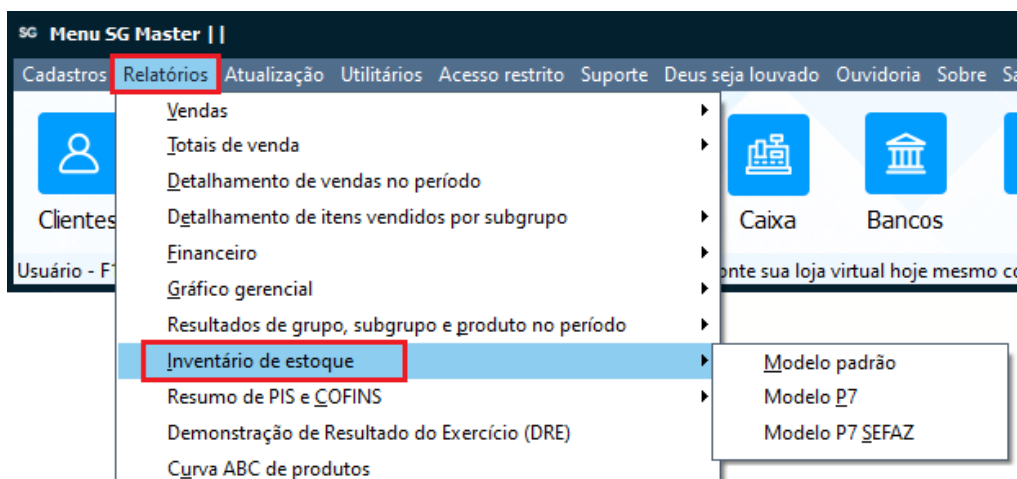 SG Menu SG Master ||
Cadastros Relatórios Atualização Utilitários Acesso restrito Suporte Deus seja louvado Ouvidoria Sobre
Vendas
Totais de venda
Detalhamento de vendas no período
Clientes
Detalhamento de itens vendidos por subgrupo
Caixa Bancos
Financeiro
Usuário - sua loja virtual hoje mesmo
Gráfico gerencial
Resultados de grupo, subgrupo e produto no período
Inventário de estoque
Modelo padrão
Resumo de PIS e COFINS
Modelo P7
Demonstração de Resultado do Exercício (DRE)
Modelo P7 SEFAZ
Curva ABC de produtos